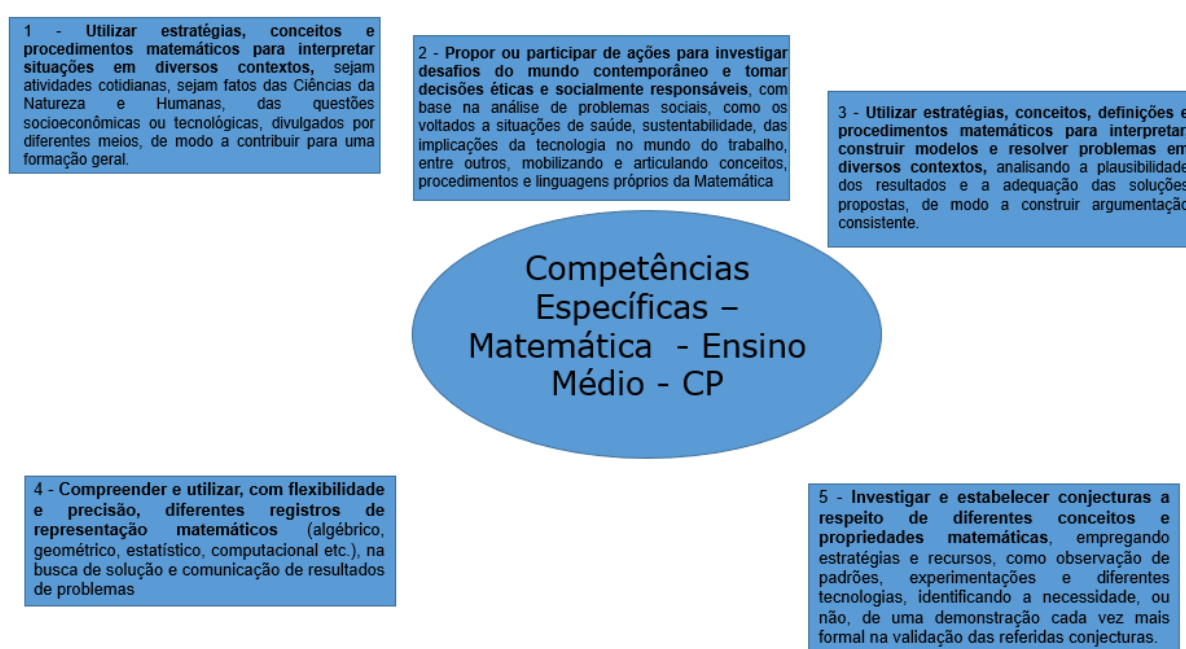 1 - Utilizar estratégias, conceitos e
procedimentos matemáticos para interpretar
situações em diversos contextos, sejam
atividades cotidianas, sejam fatos das Ciências da
Natureza e Humanas, das questões
socioeconômicas ou tecnológicas, divulgados por
diferentes meios, de modo a contribuir para uma
formação geral.
2 - Propor ou participar de ações para investigar
desafios do mundo contemporâneo e tomar
decisões éticas e socialmente responsáveis, com
base na análise de problemas sociais, como os
voltados a situações de saúde, sustentabilidade, das
implicações da tecnologia no mundo do trabalho,
entre outros, mobilizando e articulando conceitos,
procedimentos e linguagens próprios da Matemática
3 - Utilizar estratégias, conceitos, definições e
procedimentos matemáticos para interpretar,
construir modelos e resolver problemas em
diversos contextos, analisando a plausibilidade
dos resultados e a adequação das soluções
propostas, de modo a construir argumentação
consistente.
Competências
Específicas –
Matemática - Ensino
Médio - CP
4 - Compreender e utilizar, com flexibilidade
e precisão, diferentes registros de
representação matemáticos (algébrico,
geométrico, estatístico, computacional etc.), na
busca de solução e comunicação de resultados
de problemas
5 - Investigar e estabelecer conjecturas a
respeito de diferentes conceitos e
propriedades matemáticas, empregando
estratégias e recursos, como observação de
padrões, experimentações e diferentes
tecnologias, identificando a necessidade, ou
não, de uma demonstração cada vez mais
formal na validação das referidas conjecturas.